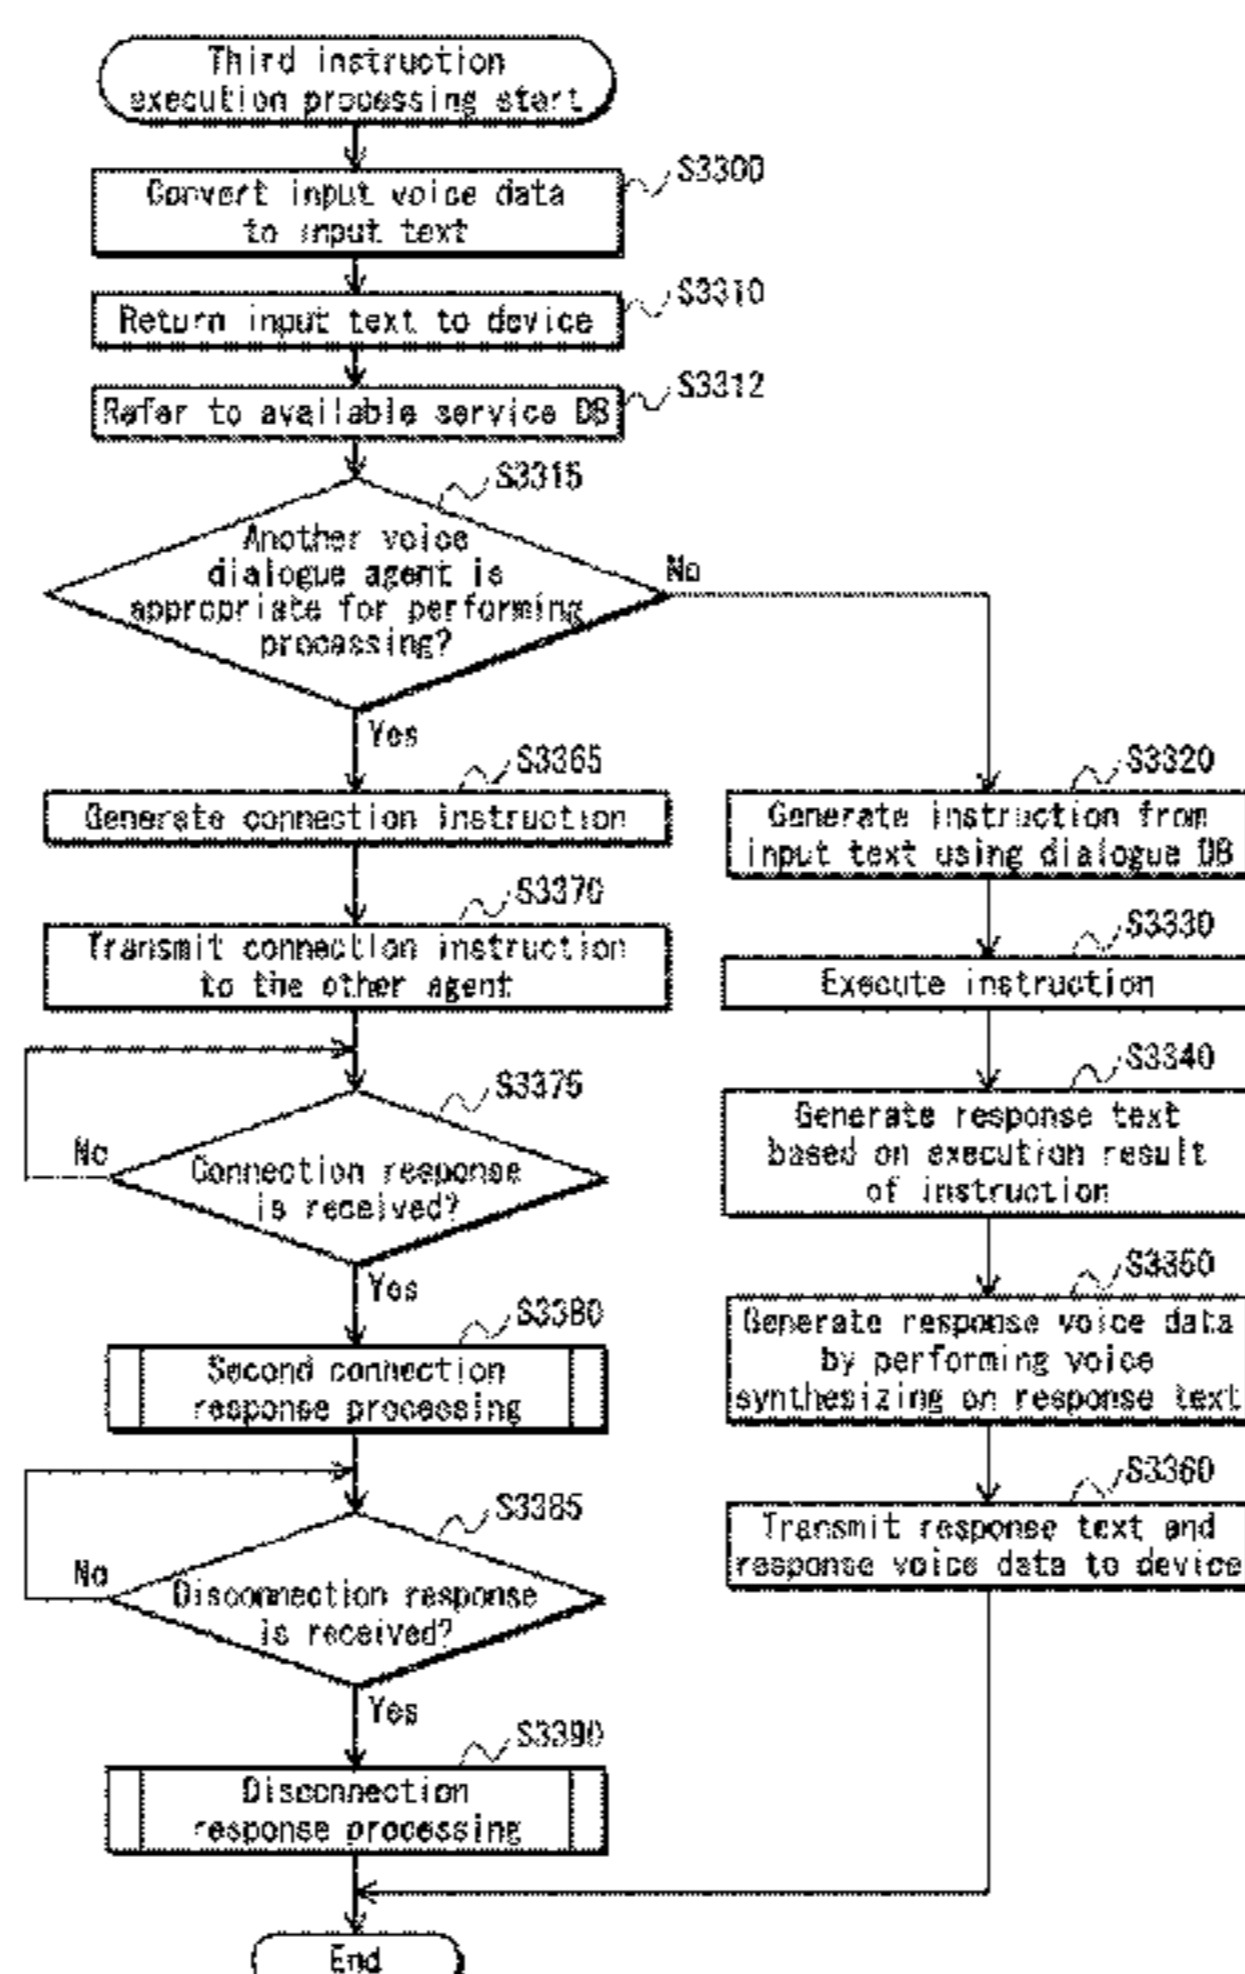 Third instruction
execution processing start
S3300
Convert input voice data
to input text
S3310
Return input text to device
S3312
Refer to available service DB
S3315
Another voice
dialogue agent is
appropriate for performing
processing?
No
Yes
S3365
Generate connection instruction
S3370
Transmit connection instruction
to the other agent
S3375
Connection response
is received?
No
Yes
S3380
Second connection
response processing
S3385
Disconnection response
is received?
No
Yes
S3390
Disconnection
response processing
S3320
Generate instruction from
input text using dialogue DB
S3330
Execute instruction
S3340
Generate response text
based on execution result
of instruction
S3350
Generate response voice data
by performing voice
synthesizing on response text
S3360
Transmit response text and
response voice data to device
End